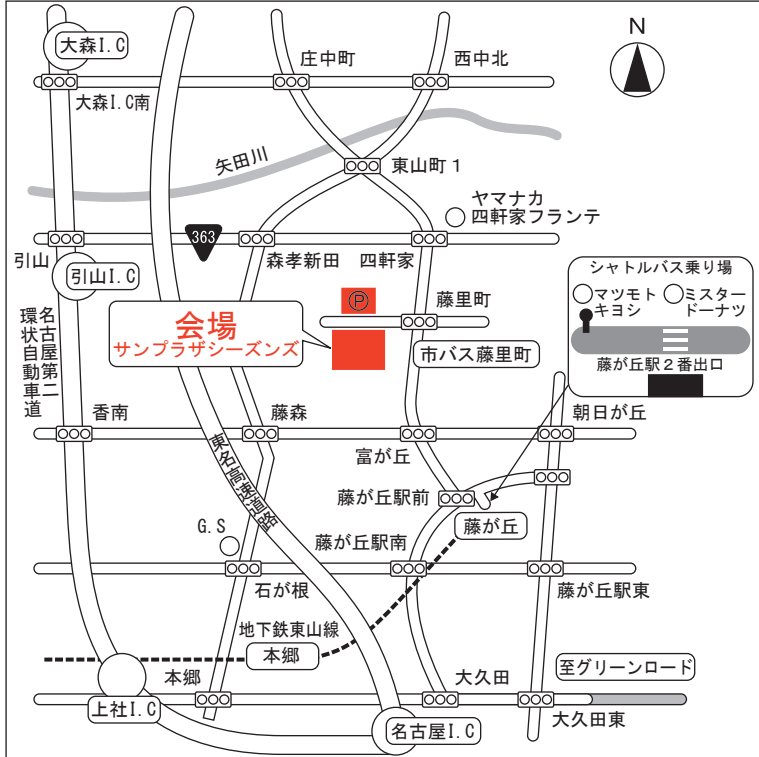 大森I.C
庄中町
西中北
N
大森I.C南
矢田川
東山町1
ヤマナカ
四軒家フランテ
363
引山
森孝新田
四軒家
引山I.C
シャトルバス乗り場
マツモト
キヨシ
ミスター
ドーナツ
藤が丘駅2番出口
P
会場
サンプラザシーズンズ
藤里町
市バス藤里町
名古屋第二
環状自動車道
香南
藤森
富が丘
朝日が丘
東名高速道路
藤が丘駅前
藤が丘
G.S
藤が丘駅南
石が根
藤が丘駅東
地下鉄東山線
本郷
至グリーンロード
本郷
大久田
上社I.C
名古屋I.C
大久田東